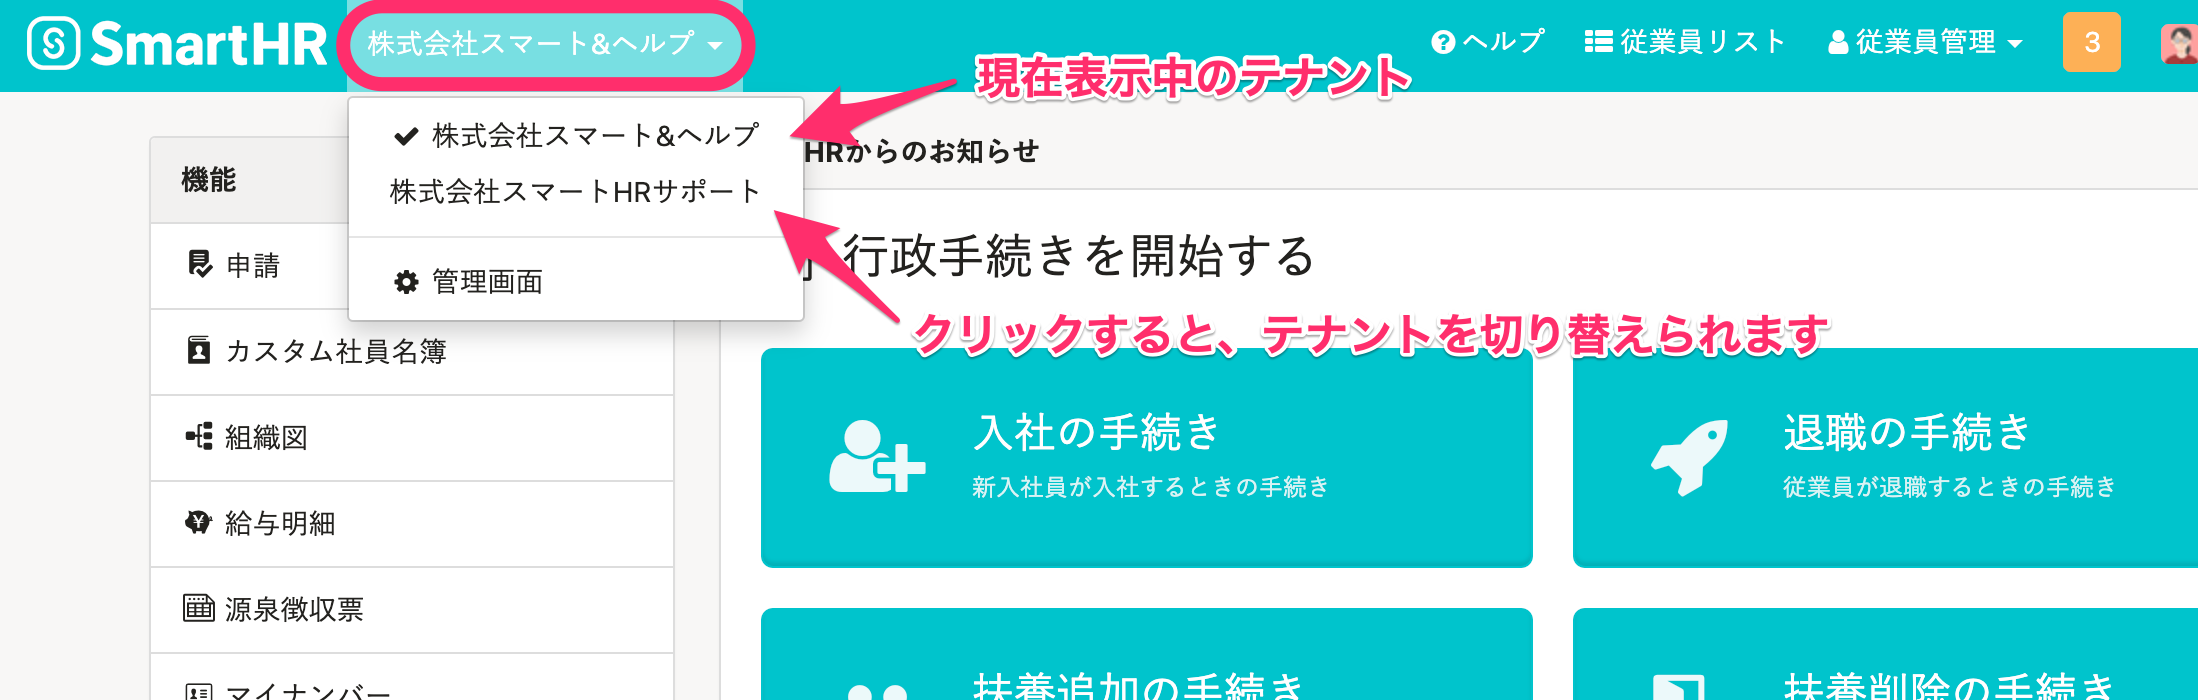 SmartHR
株式会社スマート&ヘルプ
ヘルプ
従業員リスト
従業員管理
3
現在表示中のテナント
株式会社スマート&ヘルプ
株式会社スマートHRサポート
管理画面
HRからのお知らせ
機能
申請
カスタム社員名簿
組織図
給与明細
源泉徴収票
マイナンバー
行政手続きを開始する
クリックすると、テナントを切り替えられます
入社の手続き
新入社員が入社するときの手続き
退職の手続き
従業員が退職するときの手続き
扶養追加の手続き
扶養削除の手続き